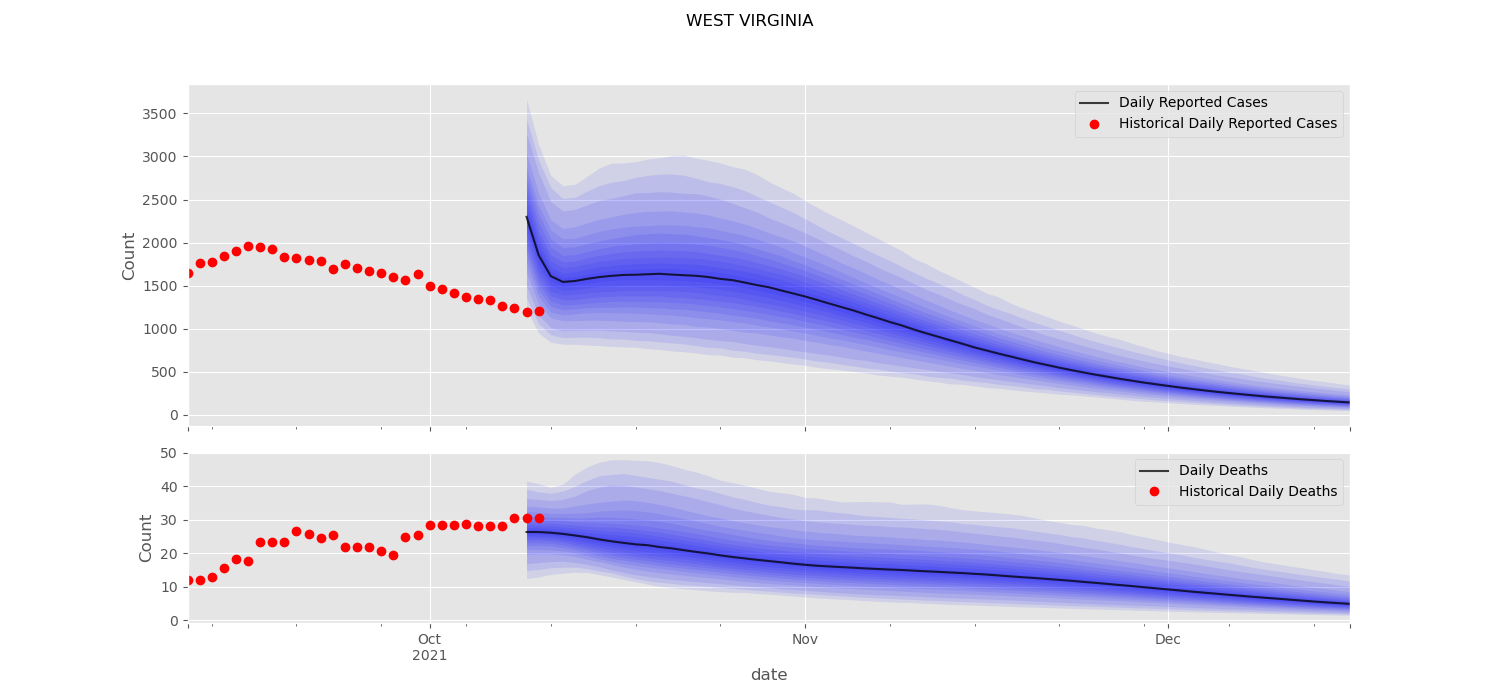 WEST VIRGINIA
3500
3000
2500
2000
1500
1000
500
0
Count
Daily Reported Cases
Historical Daily Reported Cases
50
40
30
20
10
0
Count
Daily Deaths
Historical Daily Deaths
Oct
2021
Nov
Dec
date